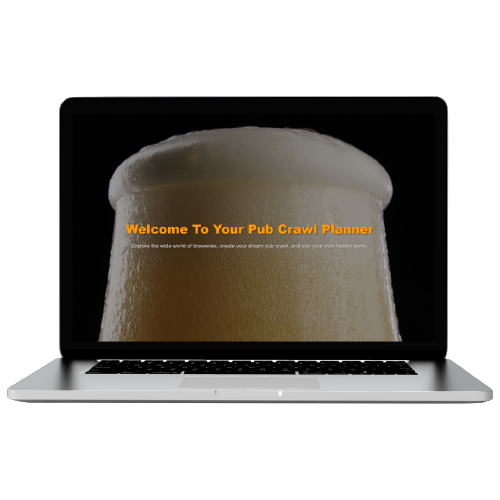 Welcome To Your Pub Crawl Planner
Explore the wide world of breweries, create your dream pub crawl, and add your own hidden gems